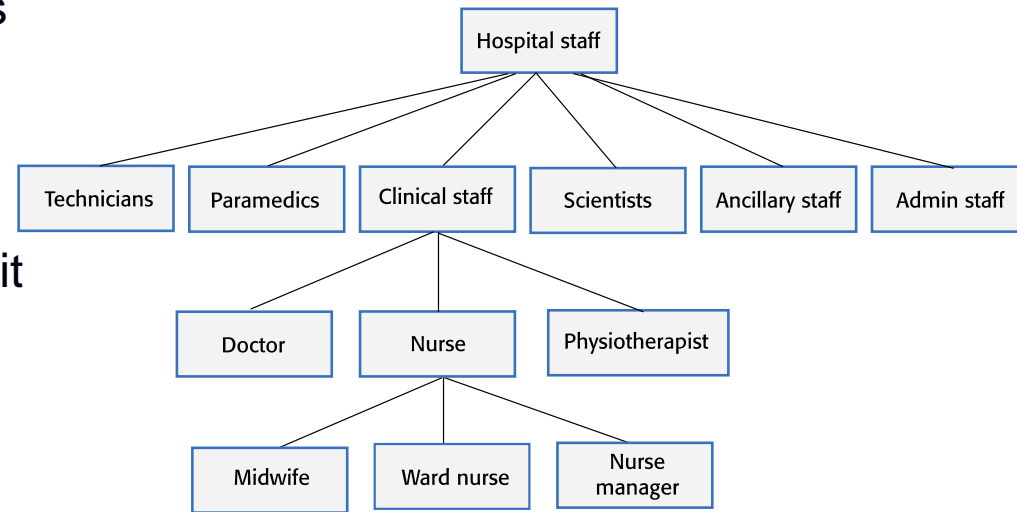 s
Hospital staff
Technicians
Paramedics
Clinical staff
Scientists
Ancillary staff
Admin staff
it
Doctor
Nurse
Physiotherapist
Midwife
Ward nurse
Nurse
manager